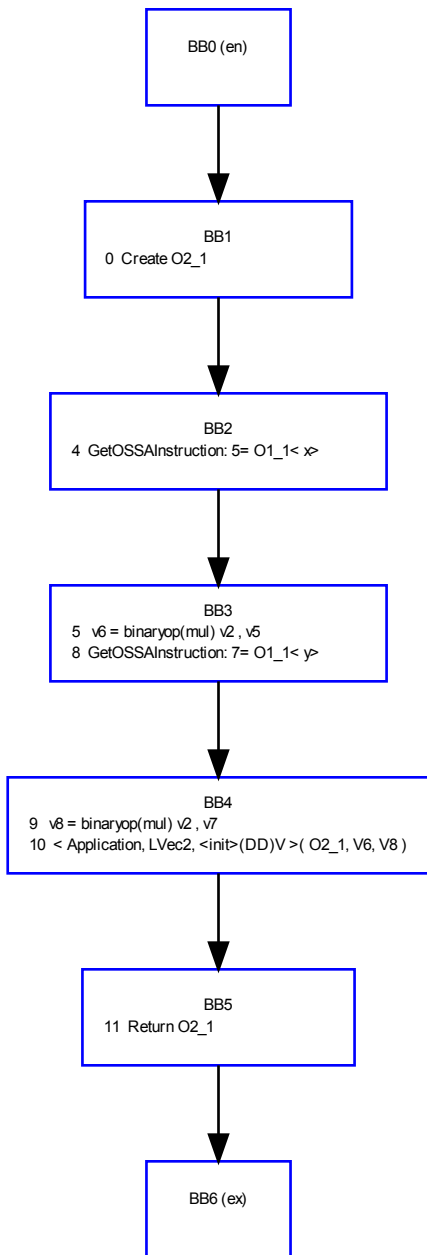 BB0 (en)
BB1
0 Create O2_1
BB2
4 GetOSSAInstruction: 5= O1_1< x>
BB3
5 v6 = binaryop(mul) v2 , v5
8 GetOSSAInstruction: 7= O1_1< y>
BB4
9 v8 = binaryop(mul) v2 , v7
10 < Application, LVec2, <init>(DD)V >( O2_1, V6, V8 )
BB5
11 Return O2_1
BB6 (ex)